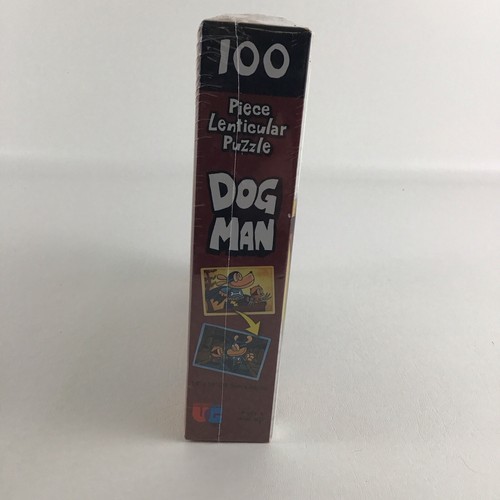 100
Piece
Lenticular
Puzzle
DOG
MAN